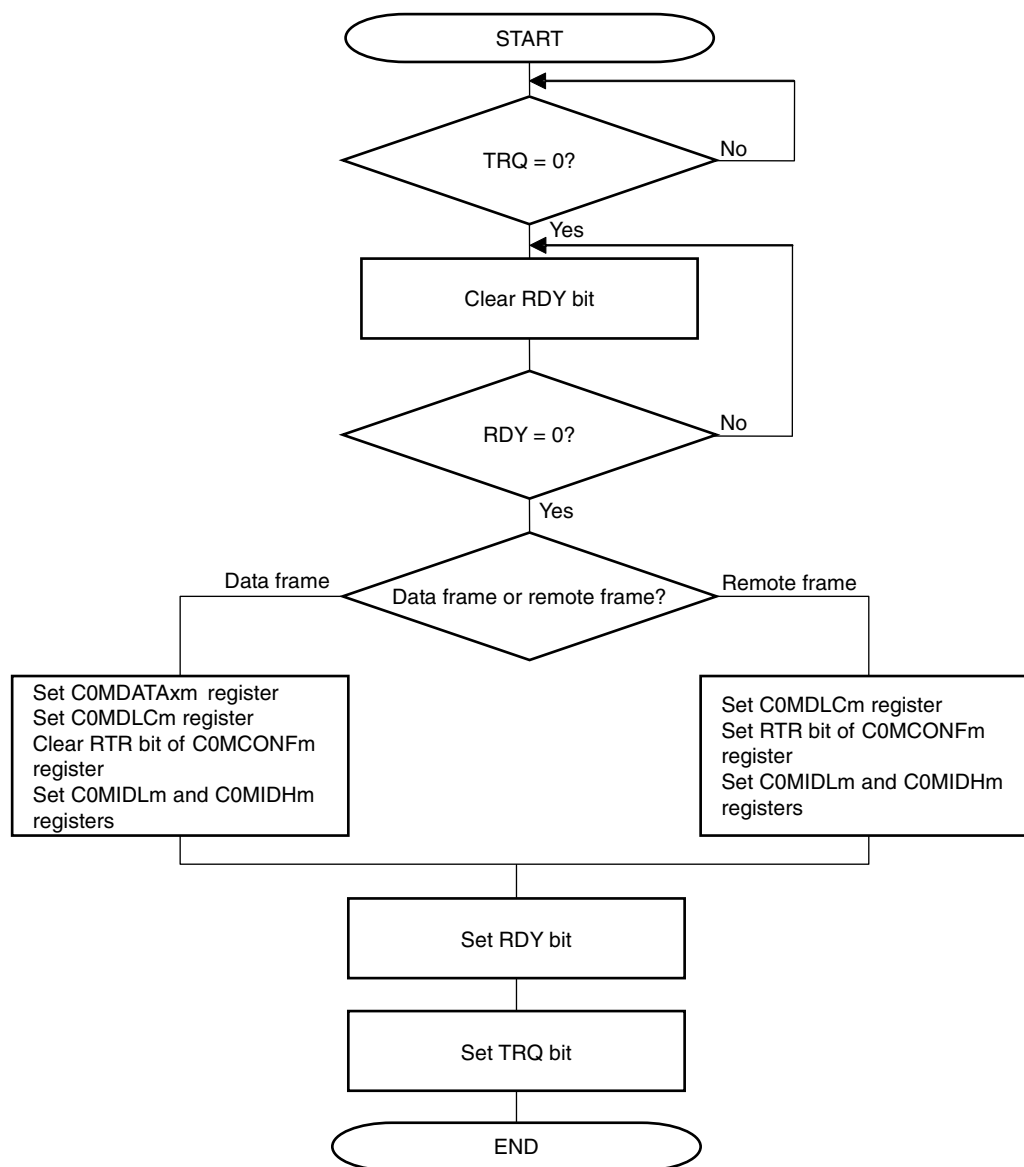 START
TRQ = 0?
No
Yes
Clear RDY bit
RDY = 0?
No
Yes
Data frame or remote frame?
Data frame
Remote frame
Set C0MDATAxm register
Set C0MDLCm register
Clear RTR bit of C0MCONFm
register
Set C0MIDLm and C0MIDHm
registers
Set C0MDLCm register
Set RTR bit of C0MCONFm
register
Set C0MIDLm and C0MIDHm
registers
Set RDY bit
Set TRQ bit
END